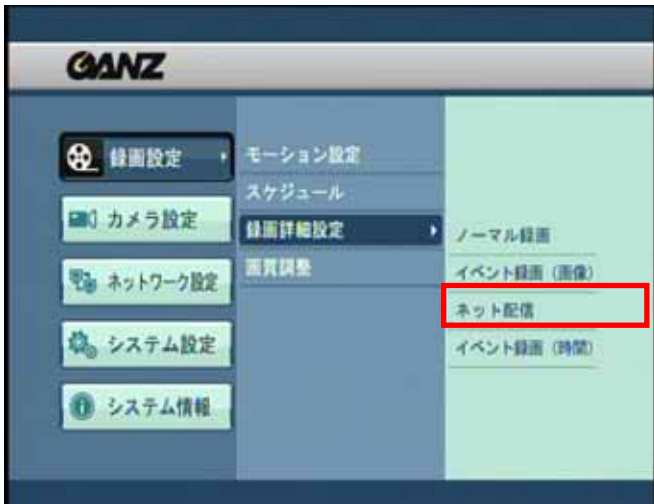 GANZ
録画設定
カメラ設定
ネットワーク設定
システム設定
システム情報
モーション設定
スケジュール
録画詳細設定
画質調整
ノーマル録画
イベント録画（画像）
ネット配信
イベント録画（時間）